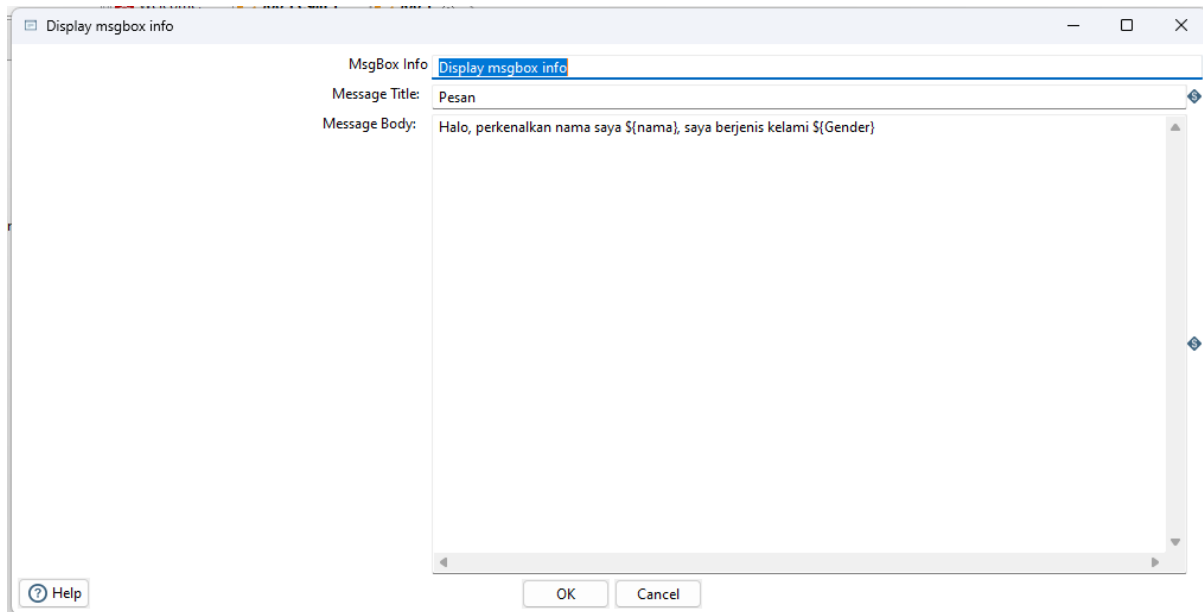 Display msgbox info
MsgBox Info Display msgbox info
Message Title: Pesan
Message Body: Halo, perkenalkan nama saya ${nama}, saya berjenis kelami ${Gender}
Help OK Cancel